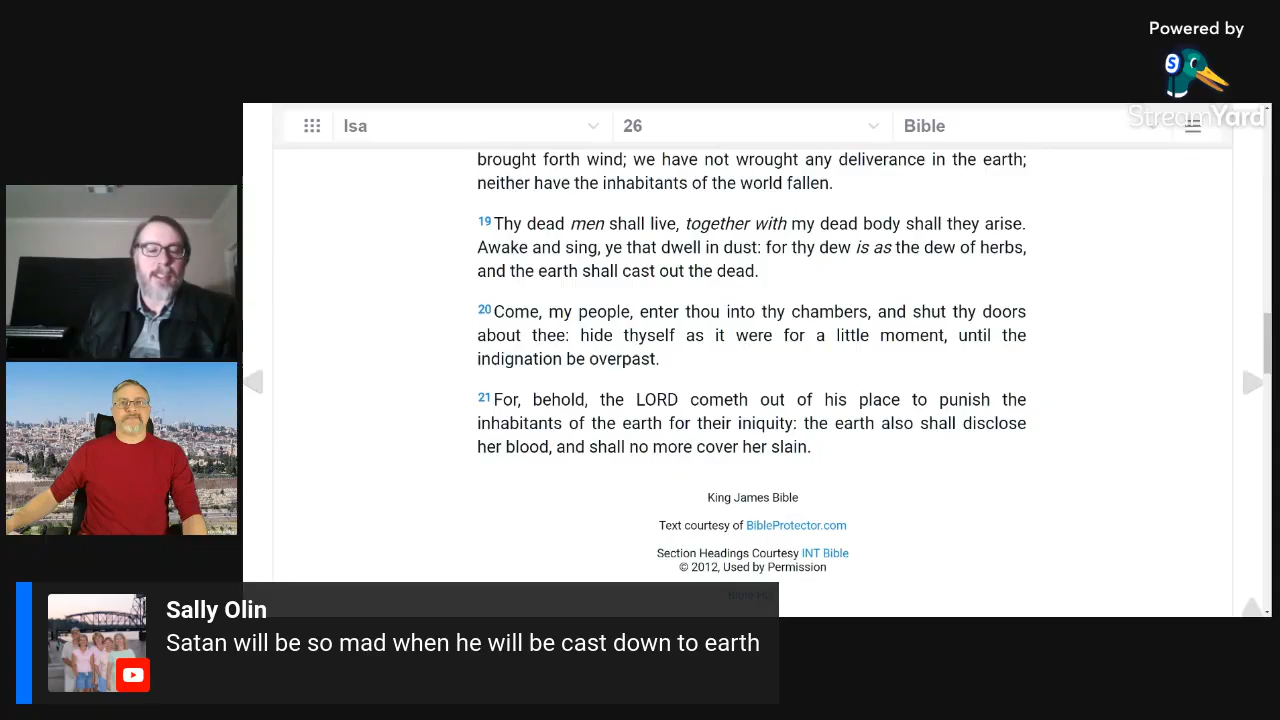 Powered by
S
StreamYard
Isa
26
Bible
brought forth wind; we have not wrought any deliverance in the earth;
neither have the inhabitants of the world fallen.
19 Thy dead men shall live, together with my dead body shall they arise.
Awake and sing, ye that dwell in dust: for thy dew is as the dew of herbs,
and the earth shall cast out the dead.
20 Come, my people, enter thou into thy chambers, and shut thy doors
about thee: hide thyself as it were for a little moment, until the
indignation be overpast.
21 For, behold, the LORD cometh out of his place to punish the
inhabitants of the earth for their iniquity: the earth also shall disclose
her blood, and shall no more cover her slain.
King James Bible
Text courtesy of BibleProtector.com
Section Headings Courtesy INT Bible
© 2012, Used by Permission
Bible Hub
Sally Olin
Satan will be so mad when he will be cast down to earth